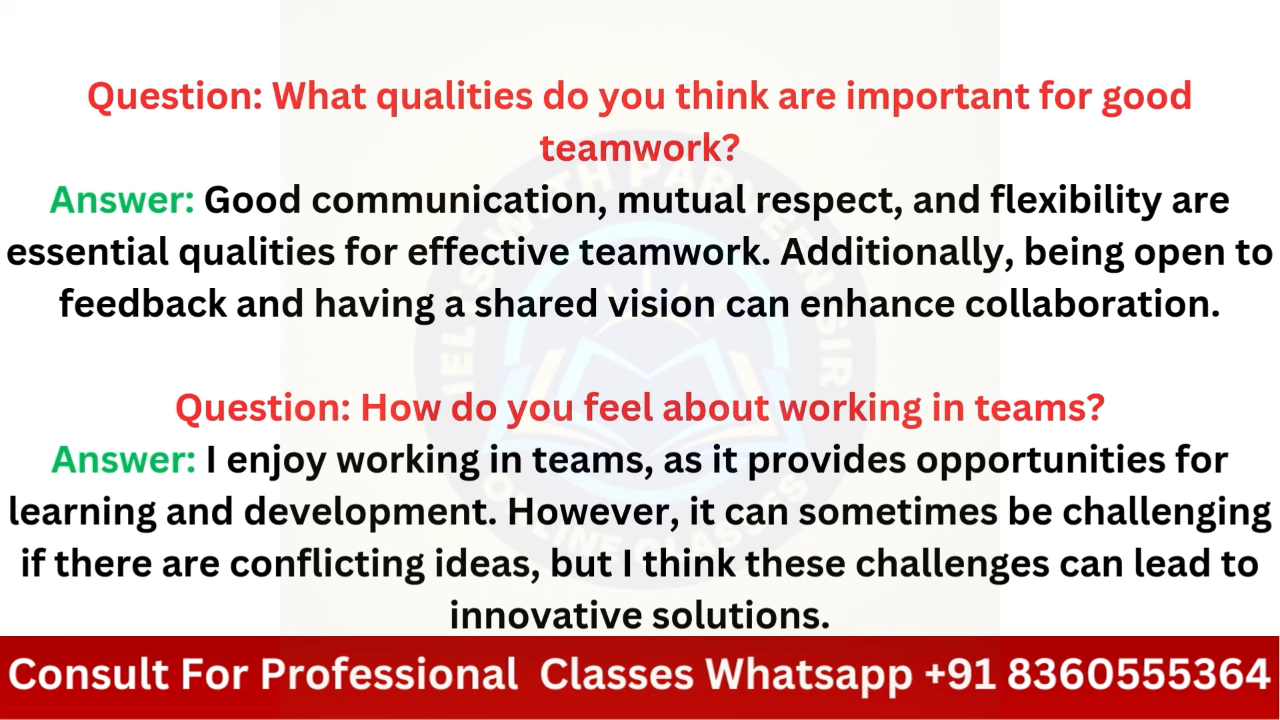 Question: What qualities do you think are important for good
teamwork?
Answer: Good communication, mutual respect, and flexibility are
essential qualities for effective teamwork. Additionally, being open to
feedback and having a shared vision can enhance collaboration.
Question: How do you feel about working in teams?
Answer: I enjoy working in teams, as it provides opportunities for
learning and development. However, it can sometimes be challenging
if there are conflicting ideas, but I think these challenges can lead to
innovative solutions.
Consult For Professional Classes Whatsapp +91 8360555364